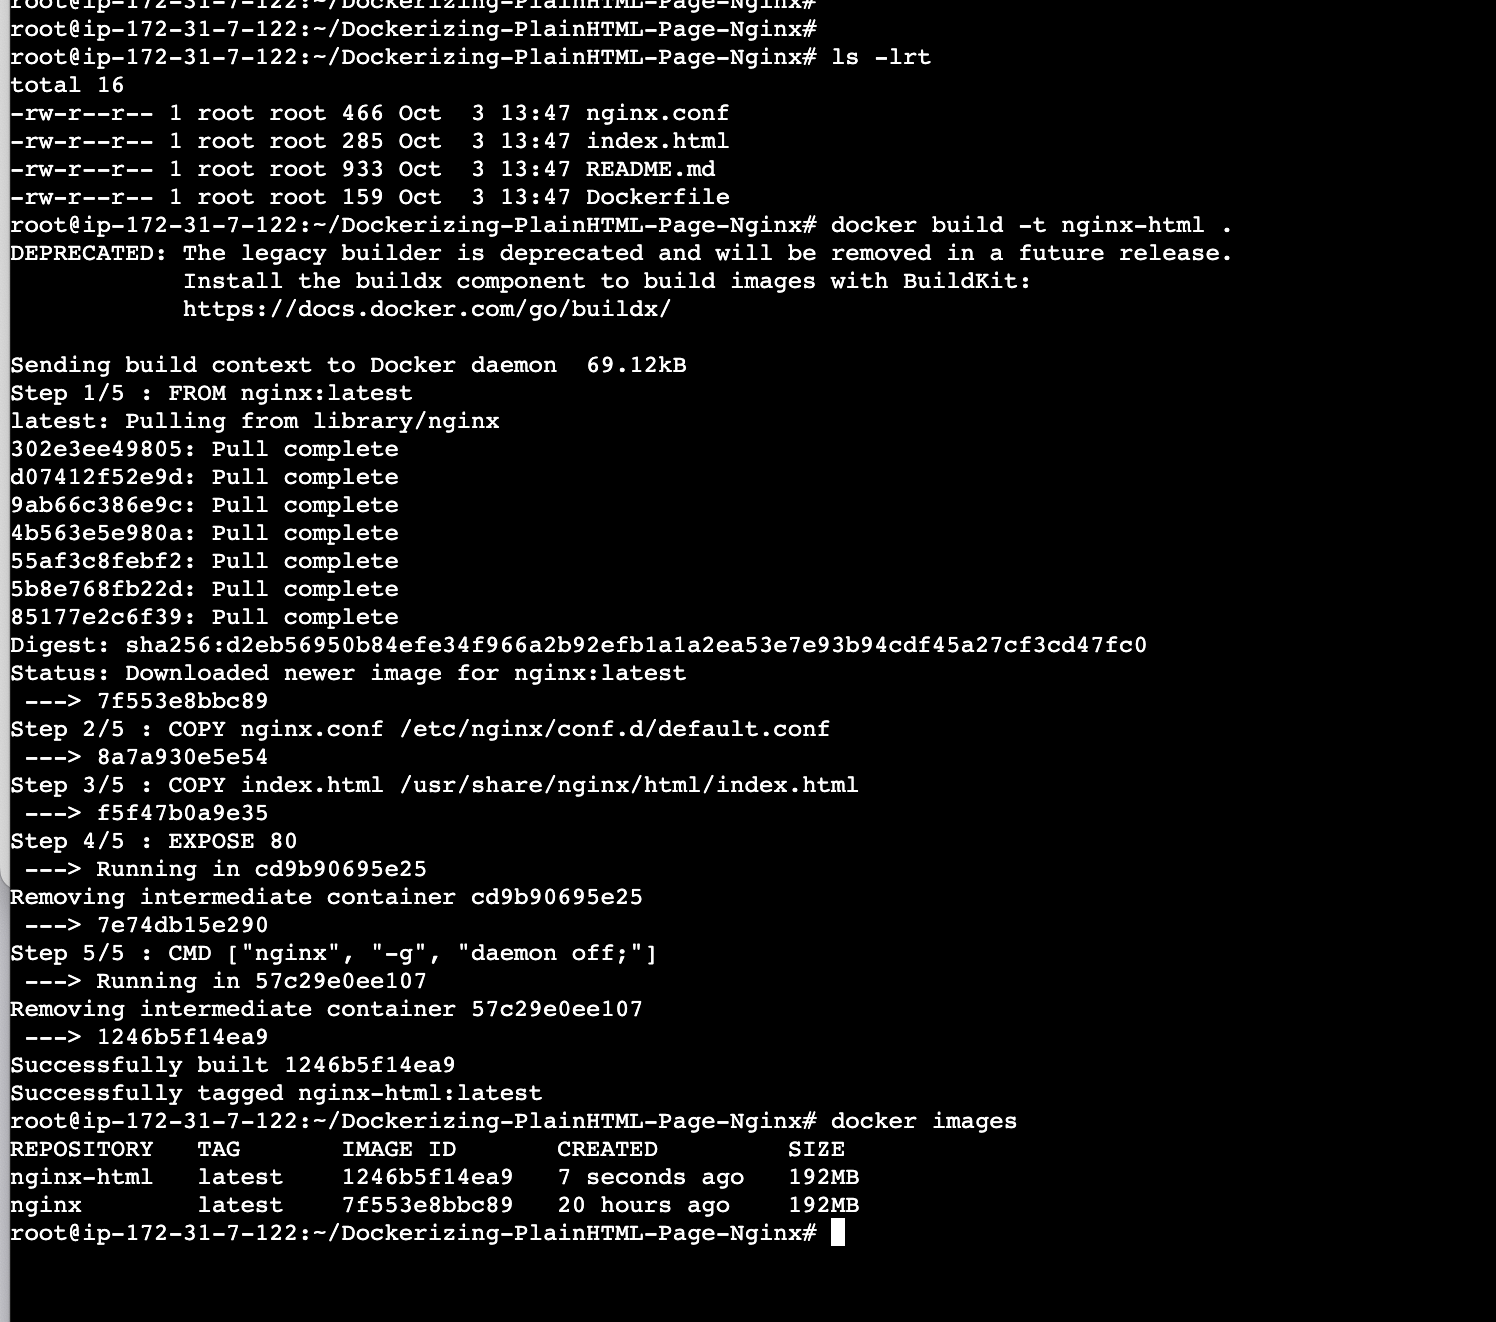 root@ip-172-31-7-122:~/Dockerizing-PlainHTML-Page-Nginx#
root@ip-172-31-7-122:~/Dockerizing-PlainHTML-Page-Nginx#
root@ip-172-31-7-122:~/Dockerizing-PlainHTML-Page-Nginx# ls -lrt
total 16
-rw-r--r-- 1 root root 466 Oct  3 13:47 nginx.conf
-rw-r--r-- 1 root root 285 Oct  3 13:47 index.html
-rw-r--r-- 1 root root 933 Oct  3 13:47 README.md
-rw-r--r-- 1 root root 159 Oct  3 13:47 Dockerfile
root@ip-172-31-7-122:~/Dockerizing-PlainHTML-Page-Nginx# docker build -t nginx-html .
DEPRECATED: The legacy builder is deprecated and will be removed in a future release.
            Install the buildx component to build images with BuildKit:
            https://docs.docker.com/go/buildx/

Sending build context to Docker daemon  69.12kB
Step 1/5 : FROM nginx:latest
latest: Pulling from library/nginx
302e3ee49805: Pull complete
d07412f52e9d: Pull complete
9ab66c386e9c: Pull complete
4b563e5e980a: Pull complete
55af3c8febf2: Pull complete
5b8e768fb22d: Pull complete
85177e2c6f39: Pull complete
Digest: sha256:d2eb56950b84efe34f966a2b92efb1a1a2ea53e7e93b94cdf45a27cf3cd47fc0
Status: Downloaded newer image for nginx:latest
 ---> 7f553e8bbc89
Step 2/5 : COPY nginx.conf /etc/nginx/conf.d/default.conf
 ---> 8a7a930e5e54
Step 3/5 : COPY index.html /usr/share/nginx/html/index.html
 ---> f5f47b0a9e35
Step 4/5 : EXPOSE 80
 ---> Running in cd9b90695e25
Removing intermediate container cd9b90695e25
 ---> 7e74db15e290
Step 5/5 : CMD ["nginx", "-g", "daemon off;"]
 ---> Running in 57c29e0ee107
Removing intermediate container 57c29e0ee107
 ---> 1246b5f14ea9
Successfully built 1246b5f14ea9
Successfully tagged nginx-html:latest
root@ip-172-31-7-122:~/Dockerizing-PlainHTML-Page-Nginx# docker images
REPOSITORY   TAG       IMAGE ID       CREATED         SIZE
nginx-html   latest    1246b5f14ea9   7 seconds ago   192MB
nginx        latest    7f553e8bbc89   20 hours ago    192MB
root@ip-172-31-7-122:~/Dockerizing-PlainHTML-Page-Nginx#